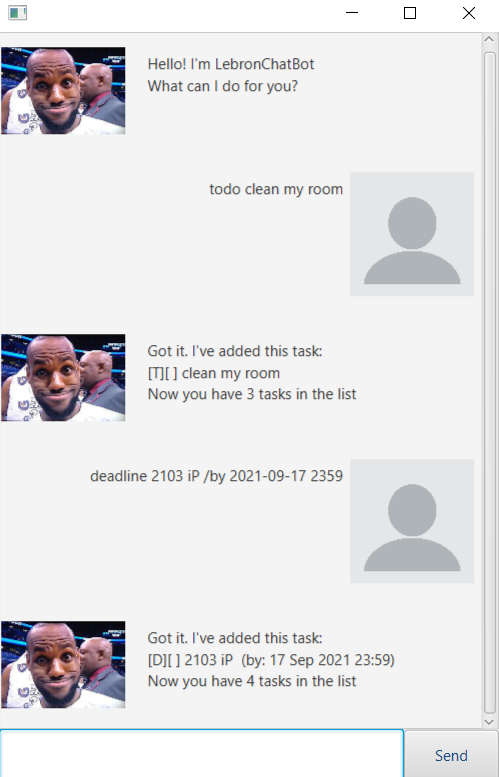 Hello! I'm LebronChatBot
What can I do for you?
todo clean my room
Got it. I've added this task:
[T][ ] clean my room
Now you have 3 tasks in the list
deadline 2103 iP /by 2021-09-17 2359
Got it. I've added this task:
[D][ ] 2103 iP  (by: 17 Sep 2021 23:59)
Now you have 4 tasks in the list
Send